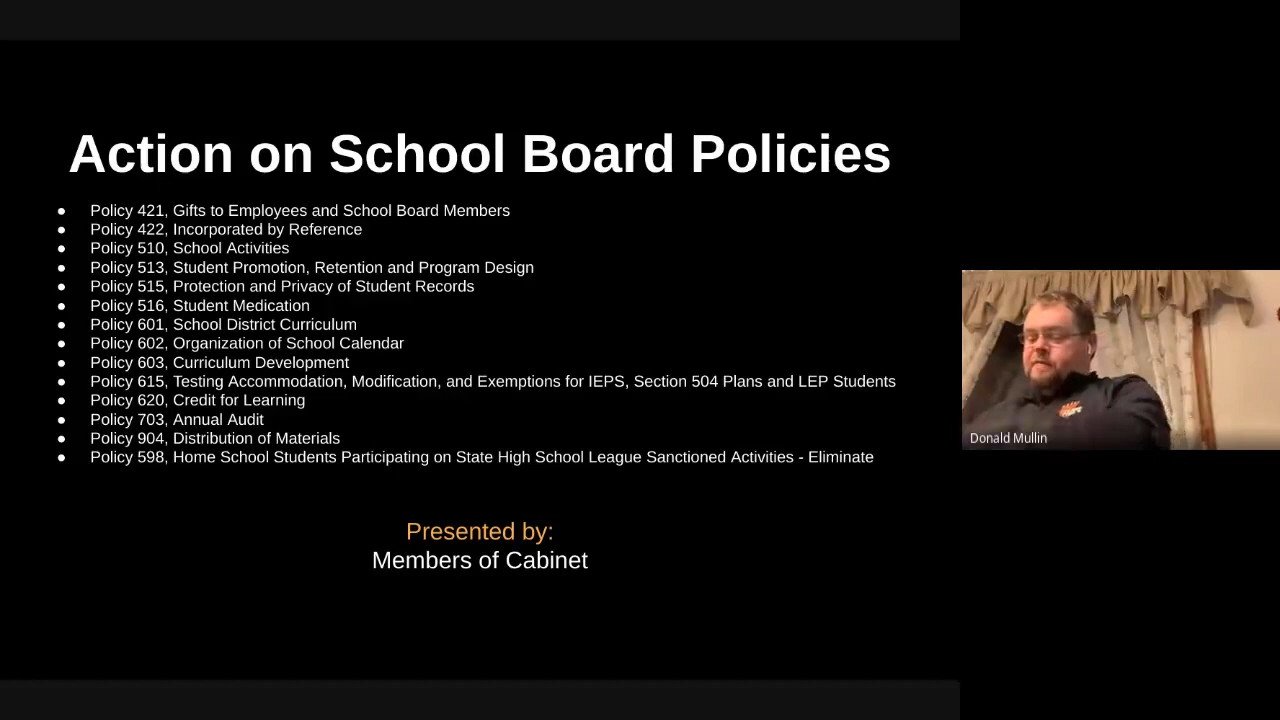 Action on School Board Policies
● Policy 421, Gifts to Employees and School Board Members
● Policy 422, Incorporated by Reference
● Policy 510, School Activities
● Policy 513, Student Promotion, Retention and Program Design
● Policy 515, Protection and Privacy of Student Records
● Policy 516, Student Medication
● Policy 601, School District Curriculum
● Policy 602, Organization of School Calendar
● Policy 603, Curriculum Development
● Policy 615, Testing Accommodation, Modification, and Exemptions for IEPS, Section 504 Plans and LEP Students
● Policy 620, Credit for Learning
● Policy 703, Annual Audit
● Policy 904, Distribution of Materials
● Policy 598, Home School Students Participating on State High School League Sanctioned Activities - Eliminate
Presented by:
Members of Cabinet
Donald Mullin